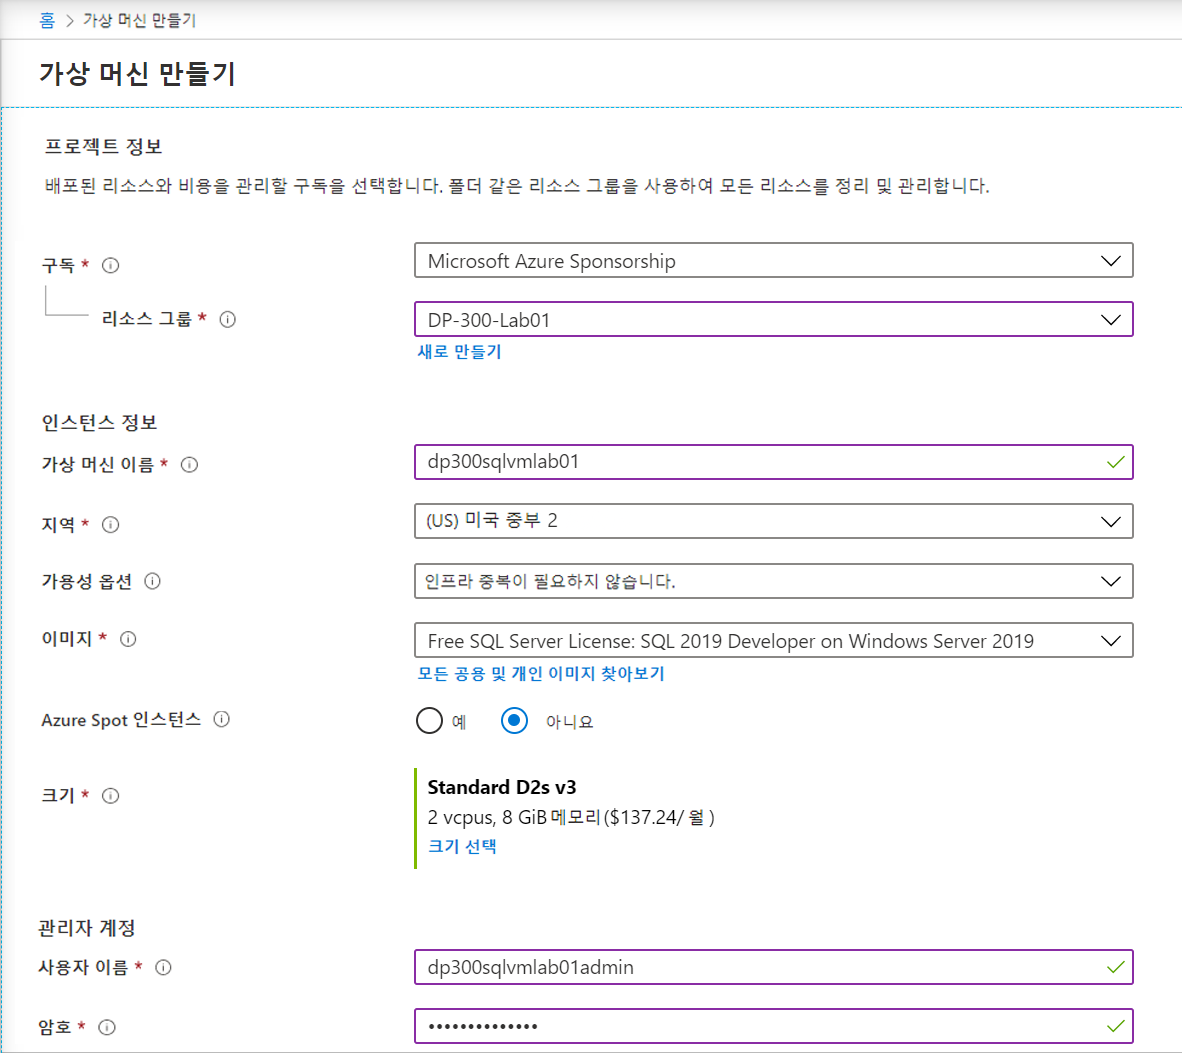 홈 > 가상 머신 만들기
가상 머신 만들기
프로젝트 정보
배포된 리소스와 비용을 관리할 구독을 선택합니다. 폴더 같은 리소스 그룹을 사용하여 모든 리소스를 정리 및 관리합니다.
구독 * Microsoft Azure Sponsorship
리소스 그룹 * DP-300-Lab01
새로 만들기
인스턴스 정보
가상 머신 이름 * dp300sqlvmlab01
지역 * (US) 미국 중부 2
가용성 옵션 인프라 중복이 필요하지 않습니다.
이미지 * Free SQL Server License: SQL 2019 Developer on Windows Server 2019
모든 공용 및 개인 이미지 찾아보기
Azure Spot 인스턴스 예 아니요
크기 * Standard D2s v3
2 vcpus, 8 GiB메모리($137.24/ 월 )
크기 선택
관리자 계정
사용자 이름 * dp300sqlvmlab01admin
암호 * ••••••••••••••